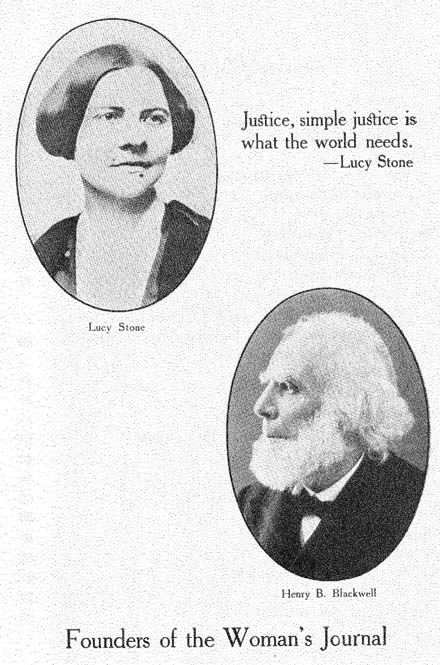 Justice, simple justice is
what the world needs.
—Lucy Stone
Lucy Stone
Henry B. Blackwell
Founders of the Woman's Journal